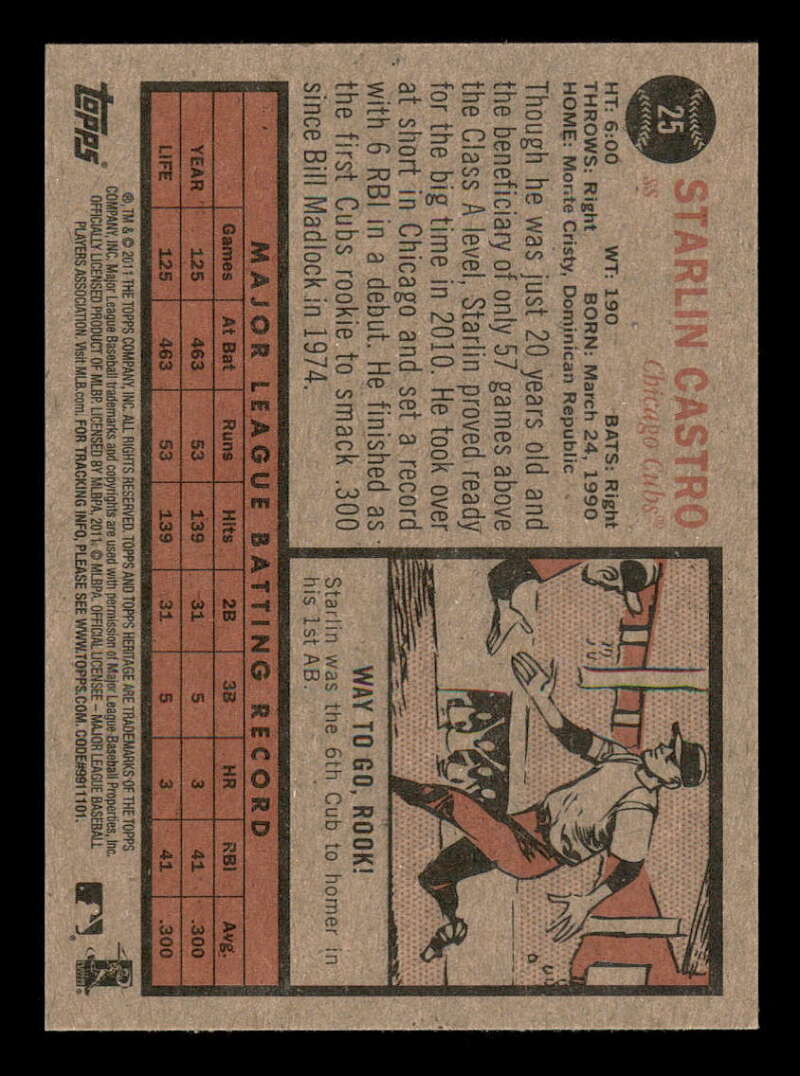 25
STARLIN CASTRO
ss Chicago Cubs®
HT: 6:00 WT: 190 BATS: Right
THROWS: Right BORN: March 24, 1990
HOME: Monte Cristy, Dominican Republic
Though he was just 20 years old and
the beneficiary of only 57 games above
the Class A level, Starlin proved ready
for the big time in 2010. He took over
at short in Chicago and set a record
with 6 RBI in a debut. He finished as
the first Cubs rookie to smack .300
since Bill Madlock in 1974.
WAY TO GO, ROOK!
Starlin was the 6th Cub to homer in
his 1st AB.
MAJOR LEAGUE BATTING RECORD
Games At Bat Runs Hits 2B 3B HR RBI Avg.
YEAR 125 463 53 139 31 5 3 41 .300
LIFE 125 463 53 139 31 5 3 41 .300
topps®
®, TM & © 2011 THE TOPPS COMPANY, INC. ALL RIGHTS RESERVED. TOPPS AND TOPPS HERITAGE ARE TRADEMARKS OF THE TOPPS
COMPANY, INC. Major League Baseball trademarks and copyrights are used with permission of Major League Baseball Properties, Inc.
OFFICIALLY LICENSED PRODUCT OF MLBP. LICENSED BY MLBPA, 2011, © MLBPA. OFFICIAL LICENSEE – MAJOR LEAGUE BASEBALL
PLAYERS ASSOCIATION. Visit MLB.com. FOR TRACKING INFO, PLEASE SEE WWW.TOPPS.COM. CODE#9911101.